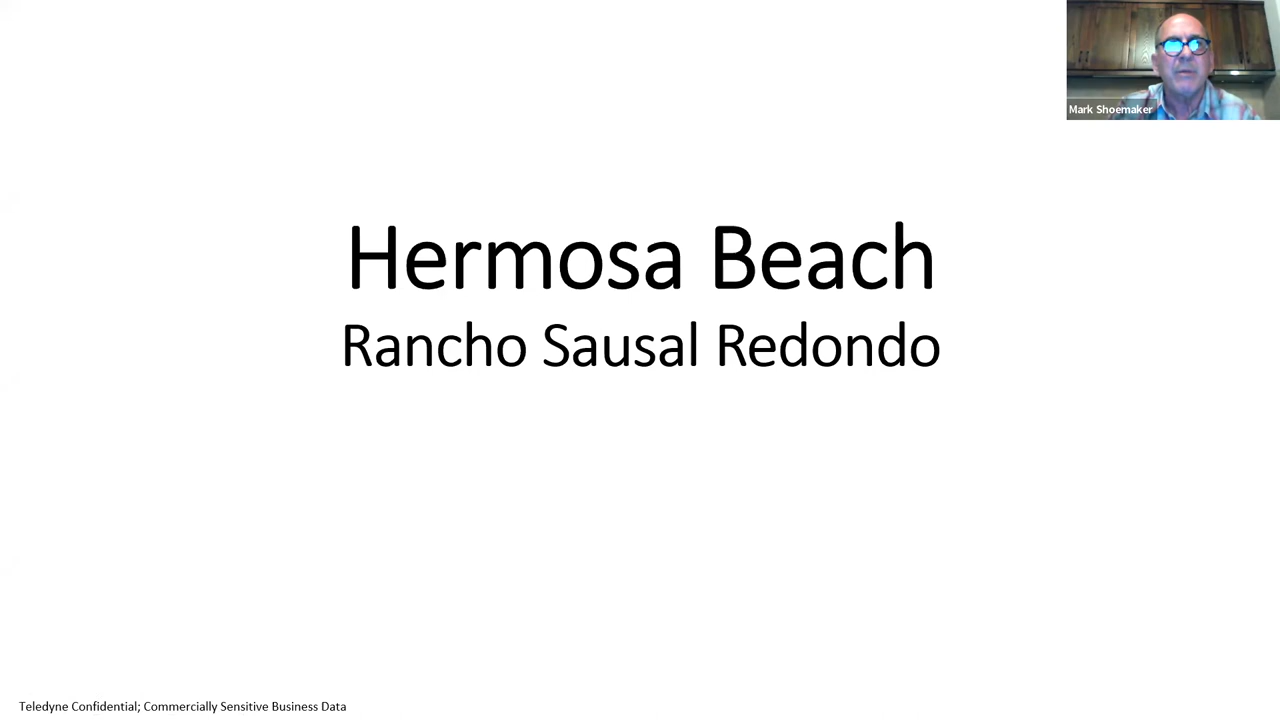 Mark Shoemaker
Hermosa Beach
Rancho Sausal Redondo
Teledyne Confidential; Commercially Sensitive Business Data